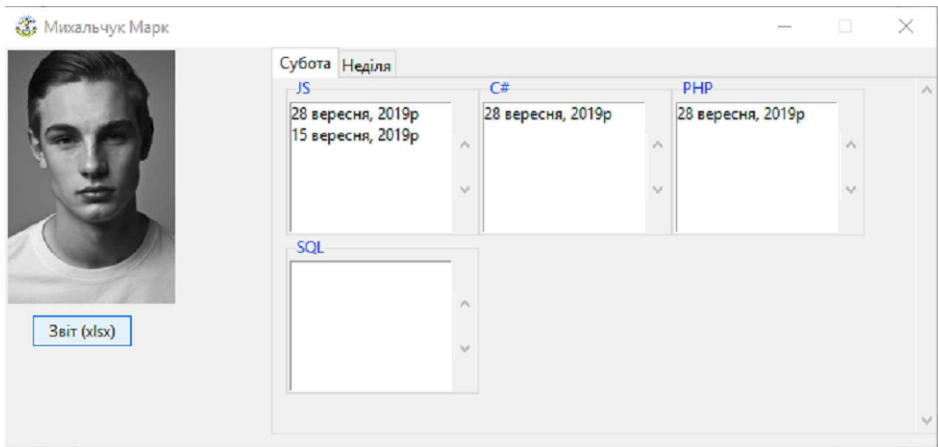 Михальчук Марк
Субота Неділя
JS C# PHP
28 вересня, 2019р 28 вересня, 2019р 28 вересня, 2019р
15 вересня, 2019р
SQL
Звіт (xlsx)